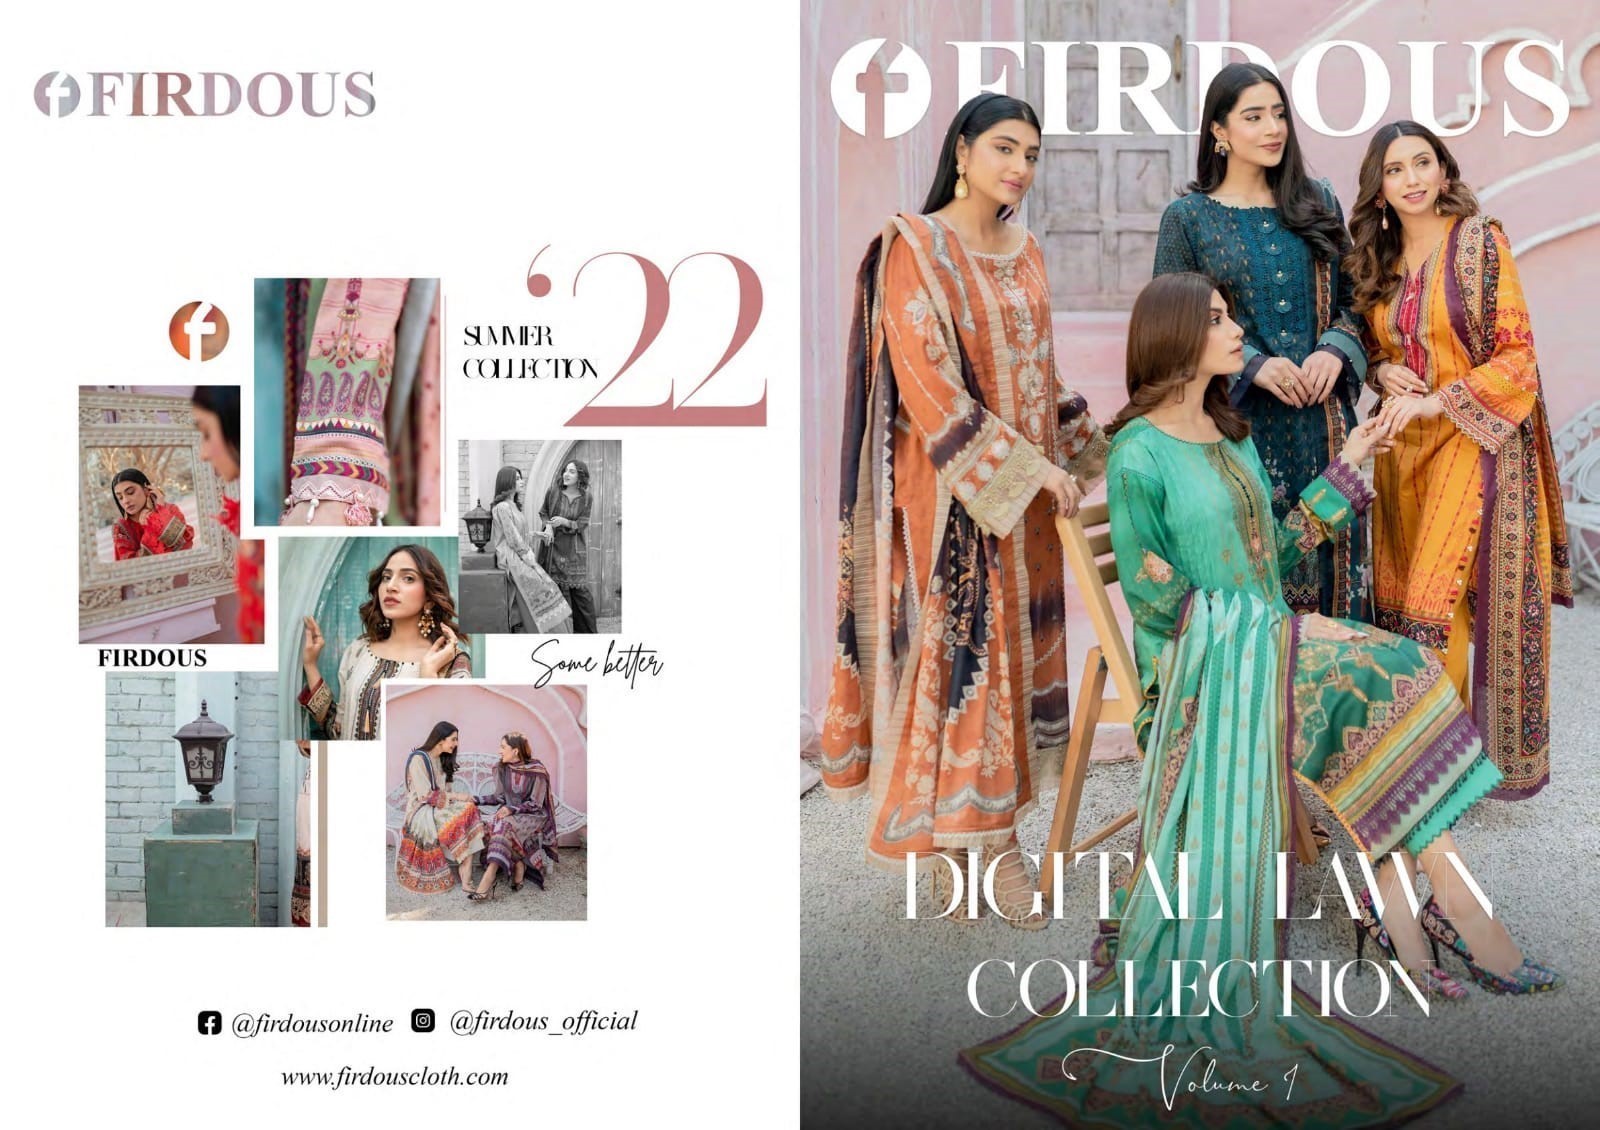 FIRDOUS
'22
SUMMER
COLLECTION
FIRDOUS
Some better
@firdousonline @firdous_official
www.firdouscloth.com
FIRDOUS
DIGITAL LAWN
COLLECTION
Volume 1